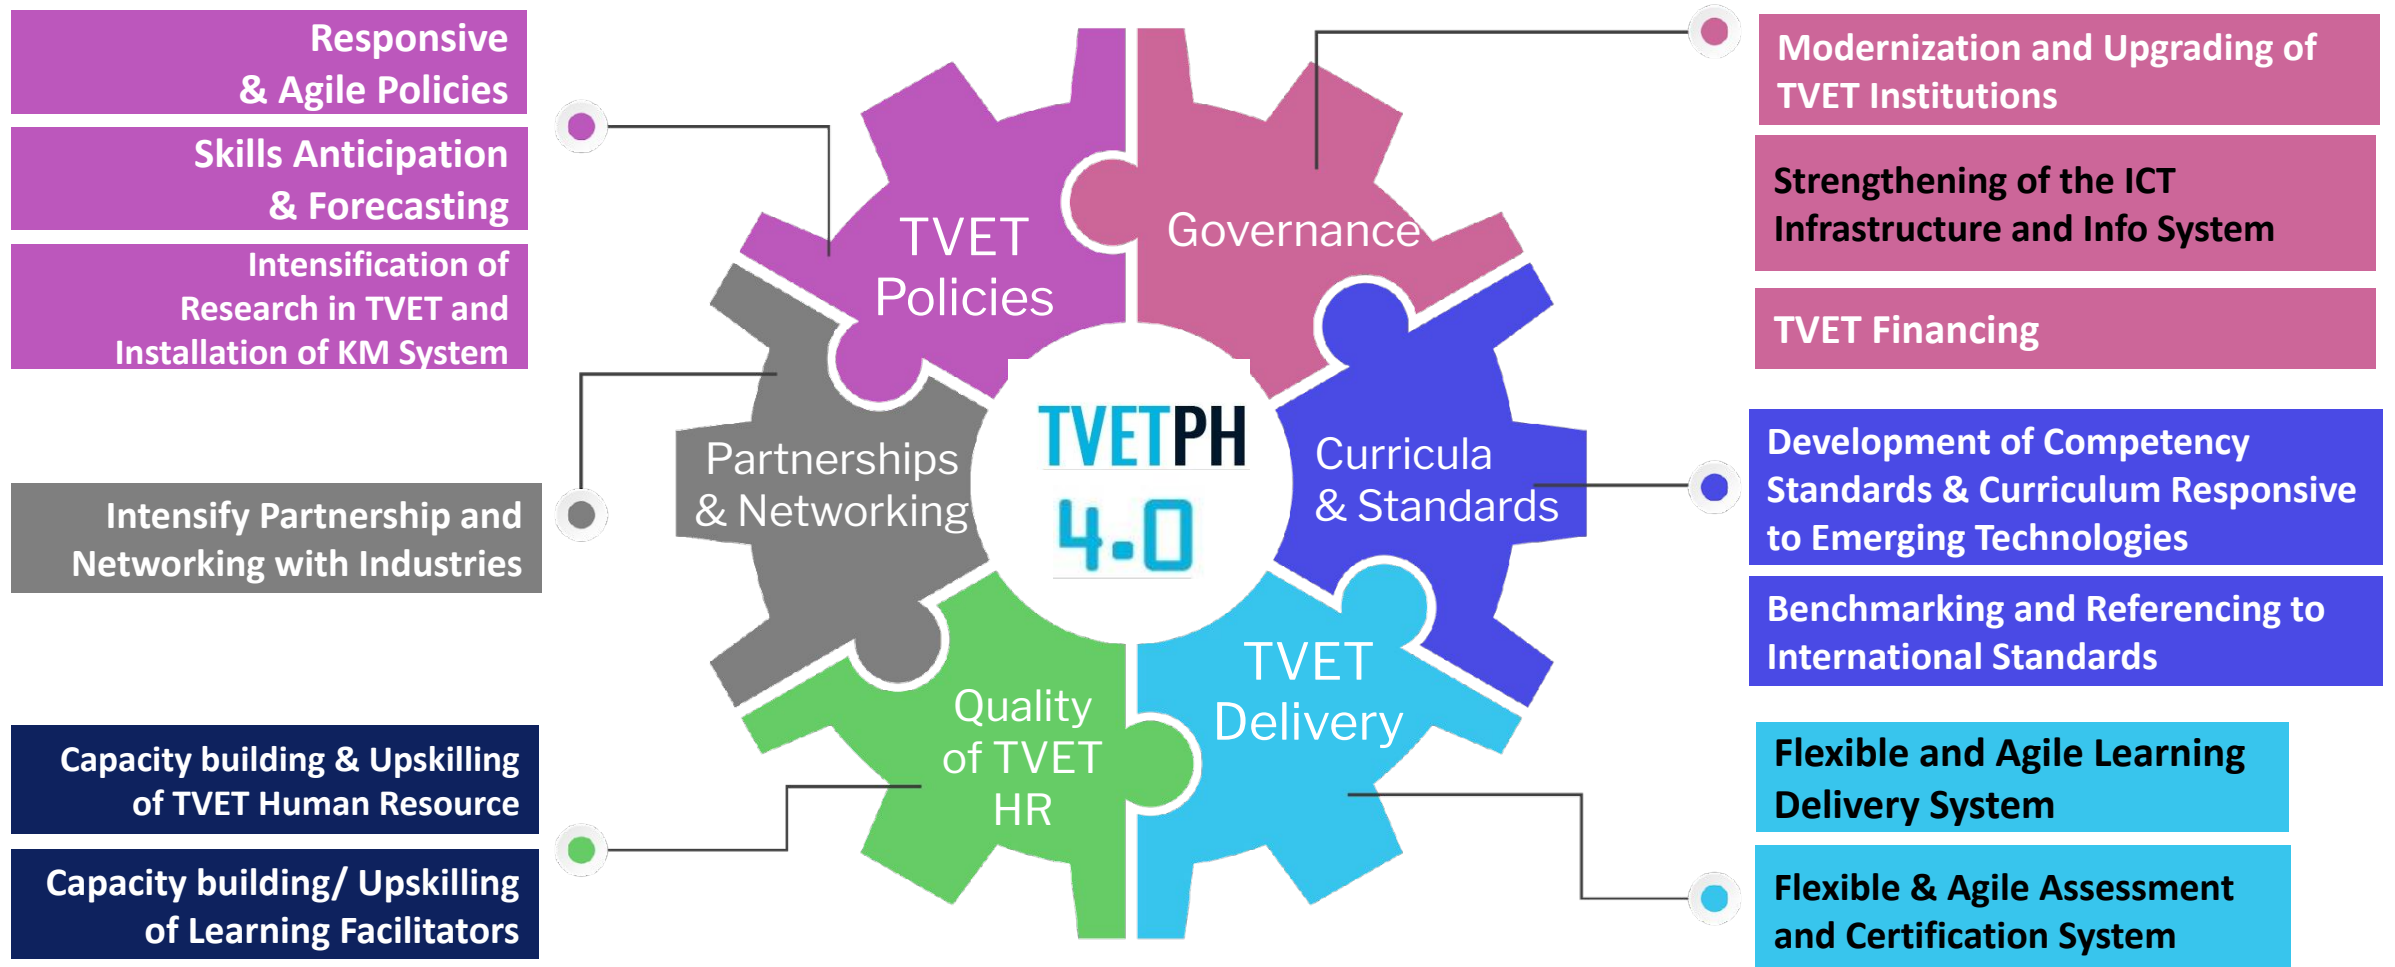 Responsive
& Agile Policies
Skills Anticipation
& Forecasting
Intensification of
Research in TVET and
Installation of KM System
Intensify Partnership and
Networking with Industries
Capacity building & Upskilling
of TVET Human Resource
Capacity building/ Upskilling
of Learning Facilitators
TVET
Policies
Governance
Partnerships
& Networking
TVETPH
4.0
Curricula
& Standards
Quality
of TVET
HR
TVET
Delivery
Modernization and Upgrading of
TVET Institutions
Strengthening of the ICT
Infrastructure and Info System
TVET Financing
Development of Competency
Standards & Curriculum Responsive
to Emerging Technologies
Benchmarking and Referencing to
International Standards
Flexible and Agile Learning
Delivery System
Flexible & Agile Assessment
and Certification System